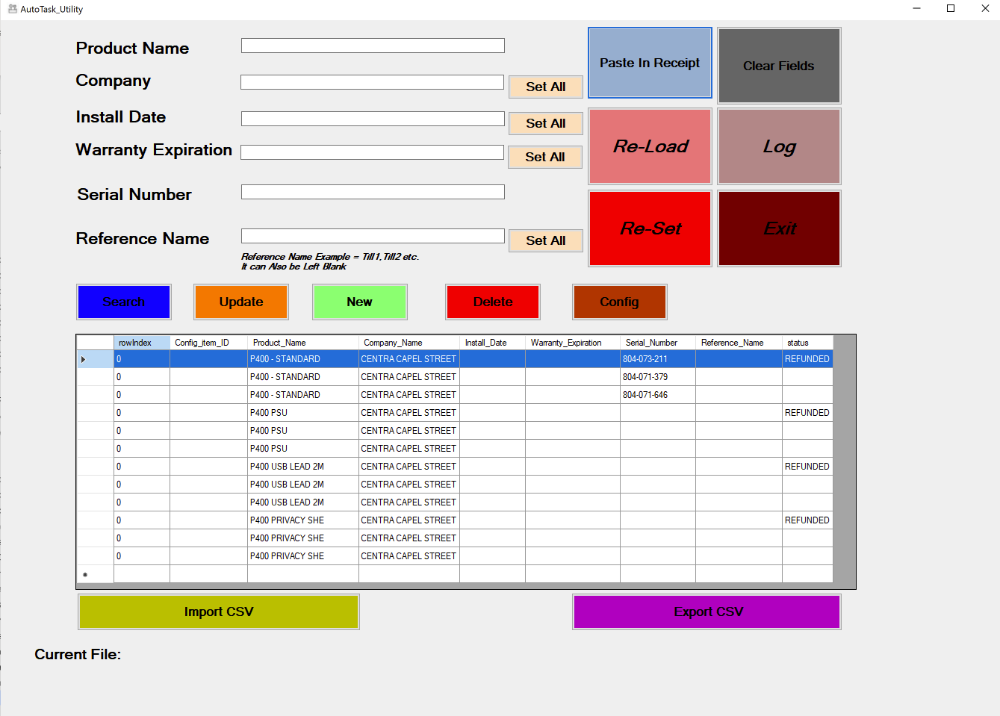 AutoTask_Utility
Product Name
Company
Set All
Install Date
Set All
Warranty Expiration
Set All
Serial Number
Reference Name
Set All
Reference Name Example = Till1,Till2 etc.
It can Also be Left Blank
Paste In Receipt
Clear Fields
Re-Load
Log
Re-Set
Exit
Search
Update
New
Delete
Config
rowIndex Config_item_ID Product_Name Company_Name Install_Date Warranty_Expiration Serial_Number Reference_Name status
0 P400 - STANDARD CENTRA CAPEL STREET 804-073-211 REFUNDED
0 P400 - STANDARD CENTRA CAPEL STREET 804-071-379
0 P400 - STANDARD CENTRA CAPEL STREET 804-071-646
0 P400 PSU CENTRA CAPEL STREET REFUNDED
0 P400 PSU CENTRA CAPEL STREET
0 P400 PSU CENTRA CAPEL STREET
0 P400 USB LEAD 2M CENTRA CAPEL STREET REFUNDED
0 P400 USB LEAD 2M CENTRA CAPEL STREET
0 P400 USB LEAD 2M CENTRA CAPEL STREET
0 P400 PRIVACY SHE CENTRA CAPEL STREET REFUNDED
0 P400 PRIVACY SHE CENTRA CAPEL STREET
0 P400 PRIVACY SHE CENTRA CAPEL STREET
Import CSV
Export CSV
Current File: